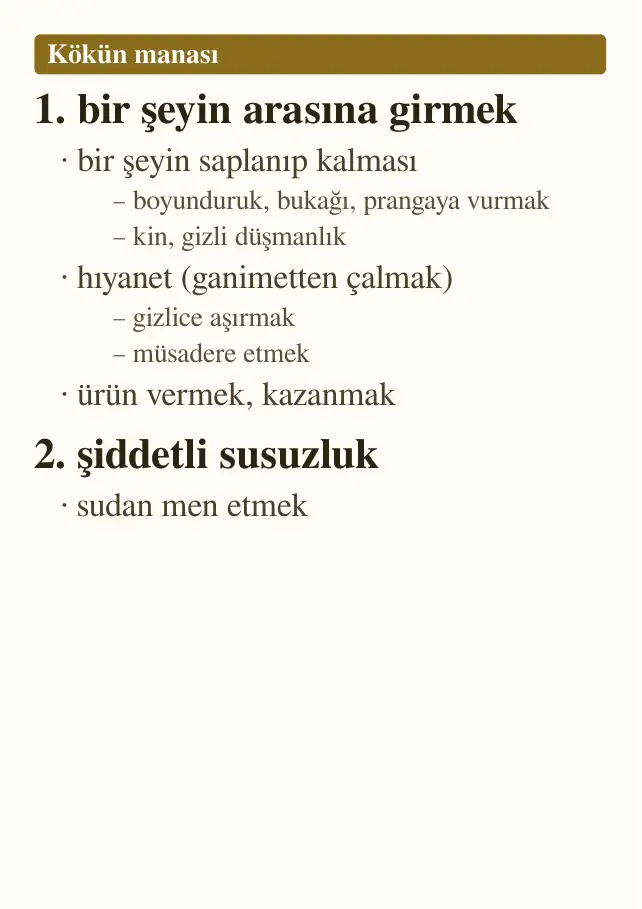 Kökün manası
1. bir şeyin arasına girmek
· bir şeyin saplanıp kalması
– boyunduruk, bukağı, prangaya vurmak
– kin, gizli düşmanlık
· hıyanet (ganimetten çalmak)
– gizlice aşırmak
– müsadere etmek
· ürün vermek, kazanmak
2. şiddetli susuzluk
· sudan men etmek